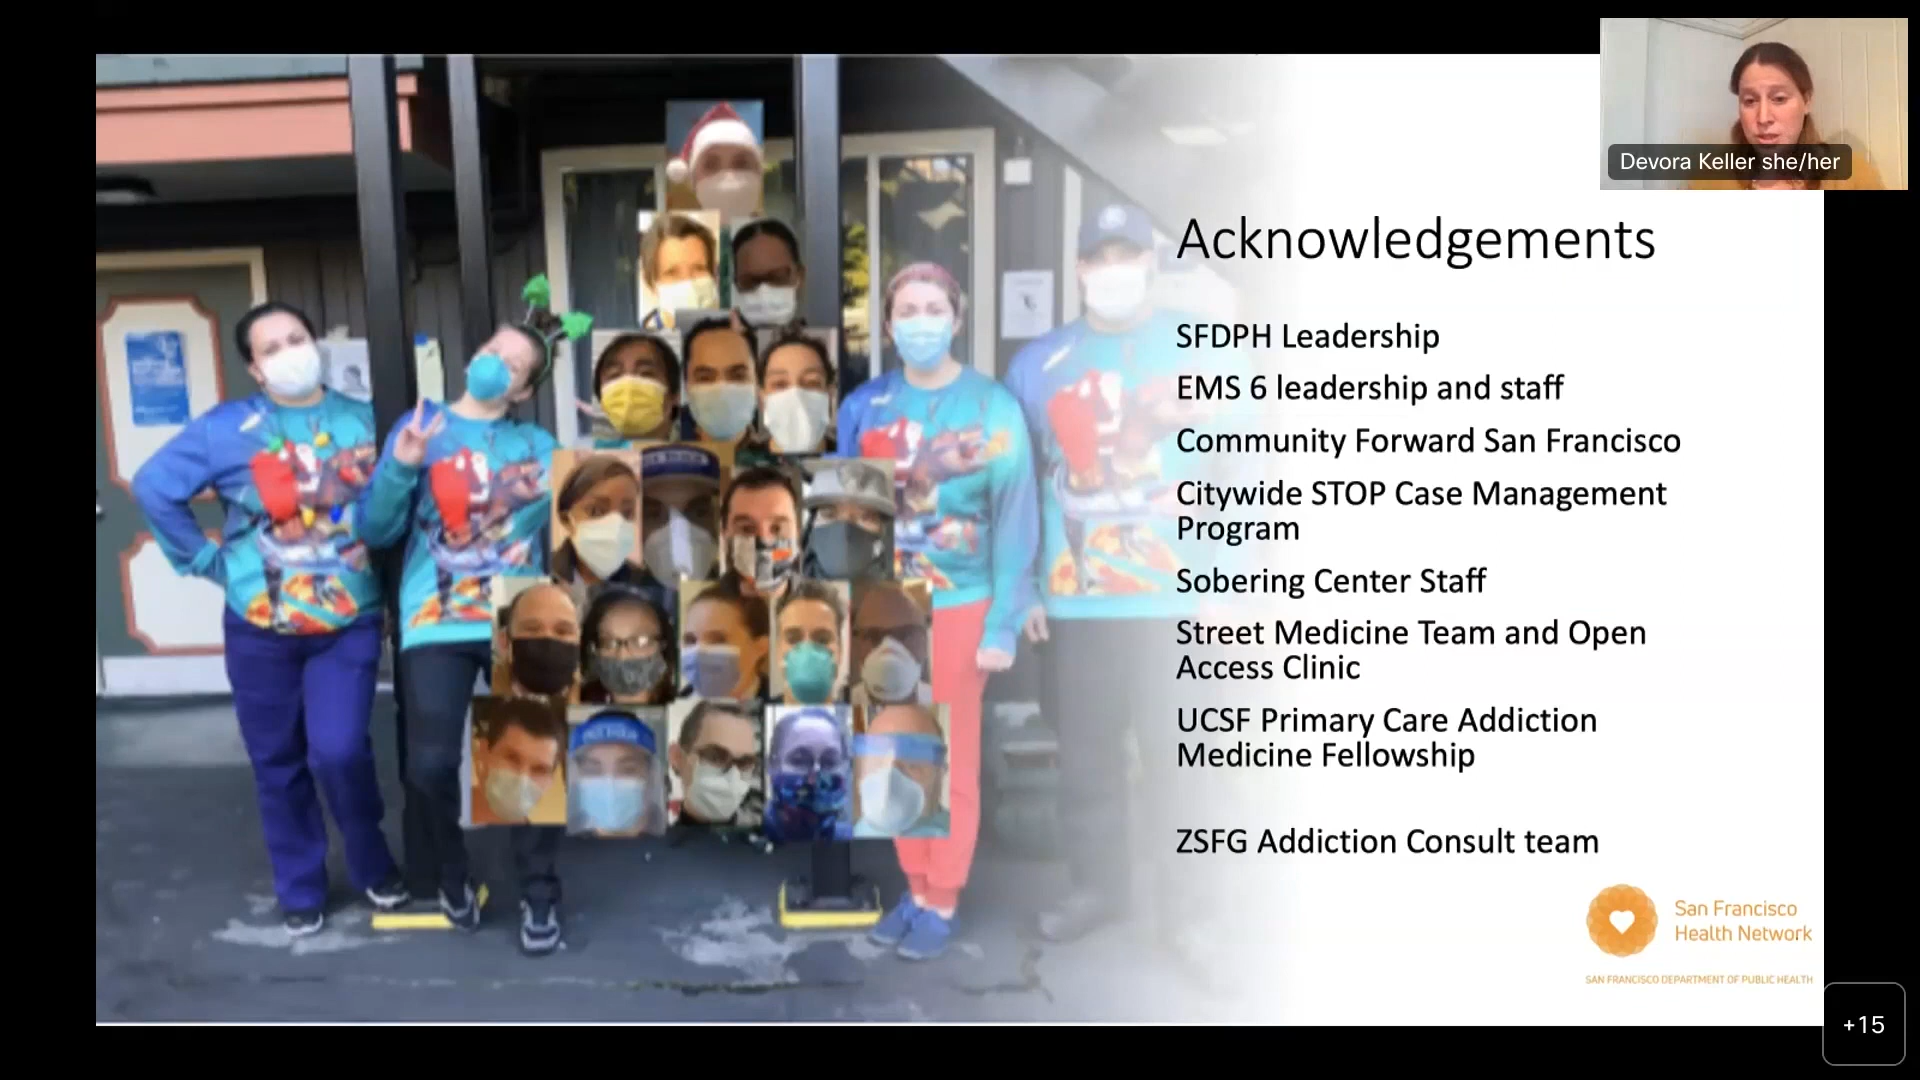 Devora Keller she/her
Acknowledgements
SFDPH Leadership
EMS 6 leadership and staff
Community Forward San Francisco
Citywide STOP Case Management
Program
Sobering Center Staff
Street Medicine Team and Open
Access Clinic
UCSF Primary Care Addiction
Medicine Fellowship
ZSFG Addiction Consult team
San Francisco
Health Network
SAN FRANCISCO DEPARTMENT OF PUBLIC HEALTH
+15